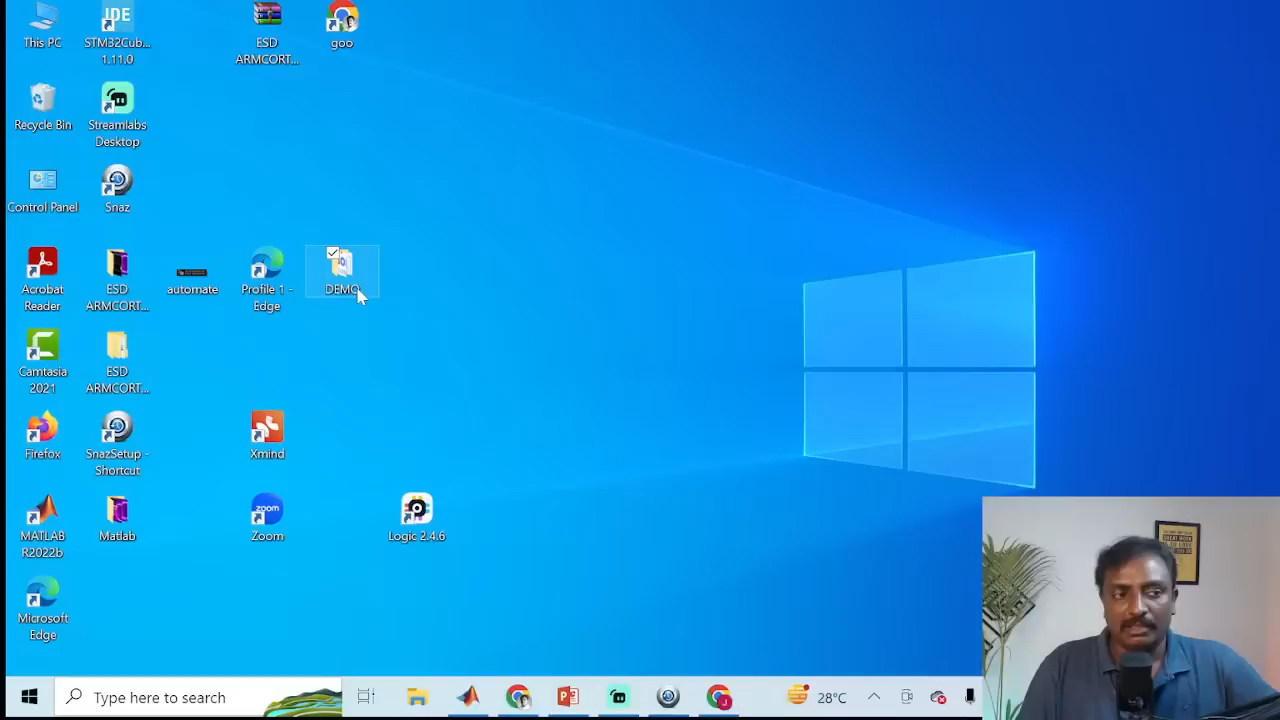 IDE
This PC
STM32Cub...
1.11.0
ESD
ARMCORT...
goo
Recycle Bin
Streamlabs
Desktop
Control Panel
Snaz
Acrobat
Reader
ESD
ARMCORT...
automate
Profile 1 -
Edge
DEMO
Camtasia
2021
ESD
ARMCORT...
Firefox
SnazSetup -
Shortcut
Xmind
MATLAB
R2022b
Matlab
zoom
Zoom
Logic 2.4.6
Microsoft
Edge
Type here to search
28°C